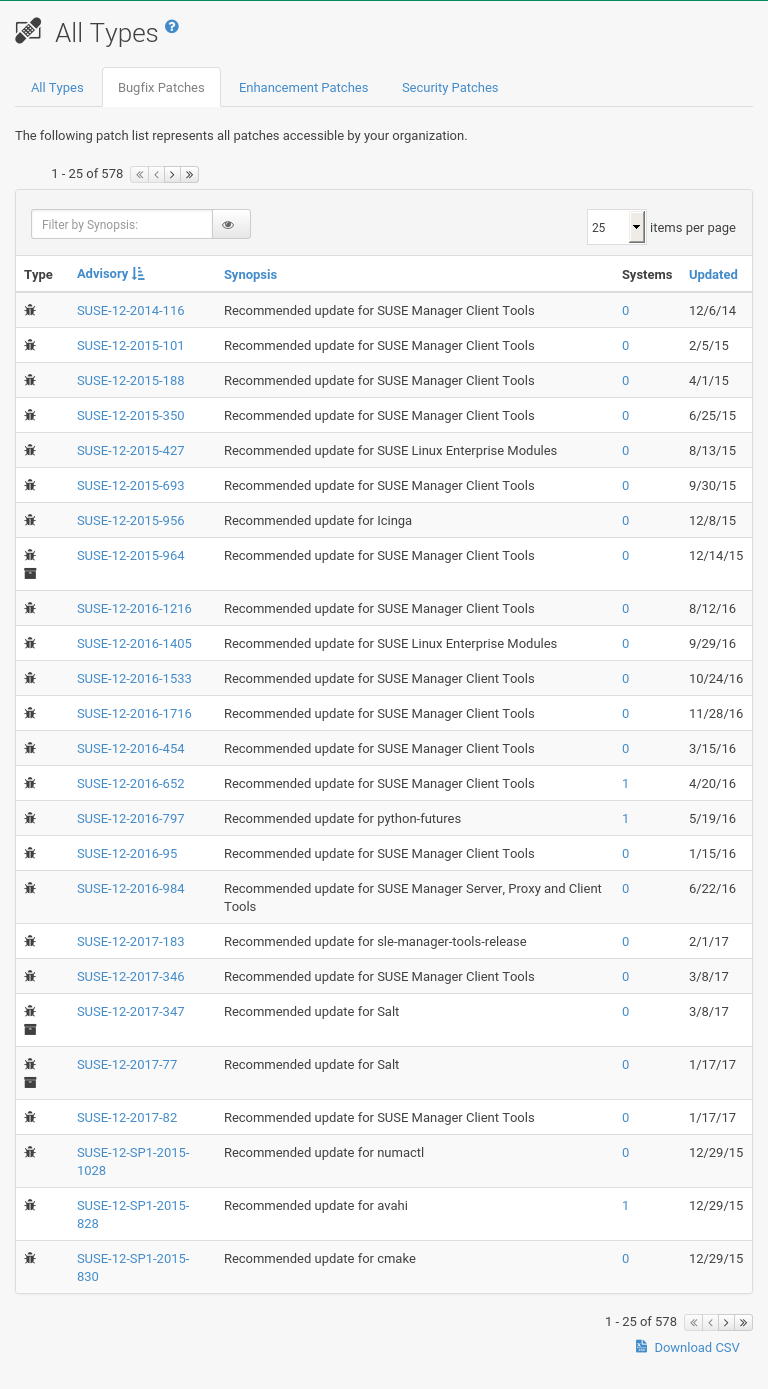 All Types
All Types Bugfix Patches Enhancement Patches Security Patches
The following patch list represents all patches accessible by your organization.
1 - 25 of 578
Filter by Synopsis:
25 items per page
Type Advisory Synopsis Systems Updated
SUSE-12-2014-116 Recommended update for SUSE Manager Client Tools 0 12/6/14
SUSE-12-2015-101 Recommended update for SUSE Manager Client Tools 0 2/5/15
SUSE-12-2015-188 Recommended update for SUSE Manager Client Tools 0 4/1/15
SUSE-12-2015-350 Recommended update for SUSE Manager Client Tools 0 6/25/15
SUSE-12-2015-427 Recommended update for SUSE Linux Enterprise Modules 0 8/13/15
SUSE-12-2015-693 Recommended update for SUSE Manager Client Tools 0 9/30/15
SUSE-12-2015-956 Recommended update for Icinga 0 12/8/15
SUSE-12-2015-964 Recommended update for SUSE Manager Client Tools 0 12/14/15
SUSE-12-2016-1216 Recommended update for SUSE Manager Client Tools 0 8/12/16
SUSE-12-2016-1405 Recommended update for SUSE Linux Enterprise Modules 0 9/29/16
SUSE-12-2016-1533 Recommended update for SUSE Manager Client Tools 0 10/24/16
SUSE-12-2016-1716 Recommended update for SUSE Manager Client Tools 0 11/28/16
SUSE-12-2016-454 Recommended update for SUSE Manager Client Tools 0 3/15/16
SUSE-12-2016-652 Recommended update for SUSE Manager Client Tools 1 4/20/16
SUSE-12-2016-797 Recommended update for python-futures 1 5/19/16
SUSE-12-2016-95 Recommended update for SUSE Manager Client Tools 0 1/15/16
SUSE-12-2016-984 Recommended update for SUSE Manager Server, Proxy and Client 0 6/22/16
Tools
SUSE-12-2017-183 Recommended update for sle-manager-tools-release 0 2/1/17
SUSE-12-2017-346 Recommended update for SUSE Manager Client Tools 0 3/8/17
SUSE-12-2017-347 Recommended update for Salt 0 3/8/17
SUSE-12-2017-77 Recommended update for Salt 0 1/17/17
SUSE-12-2017-82 Recommended update for SUSE Manager Client Tools 0 1/17/17
SUSE-12-SP1-2015- Recommended update for numactl 0 12/29/15
1028
SUSE-12-SP1-2015- Recommended update for avahi 1 12/29/15
828
SUSE-12-SP1-2015- Recommended update for cmake 0 12/29/15
830
1 - 25 of 578
Download CSV